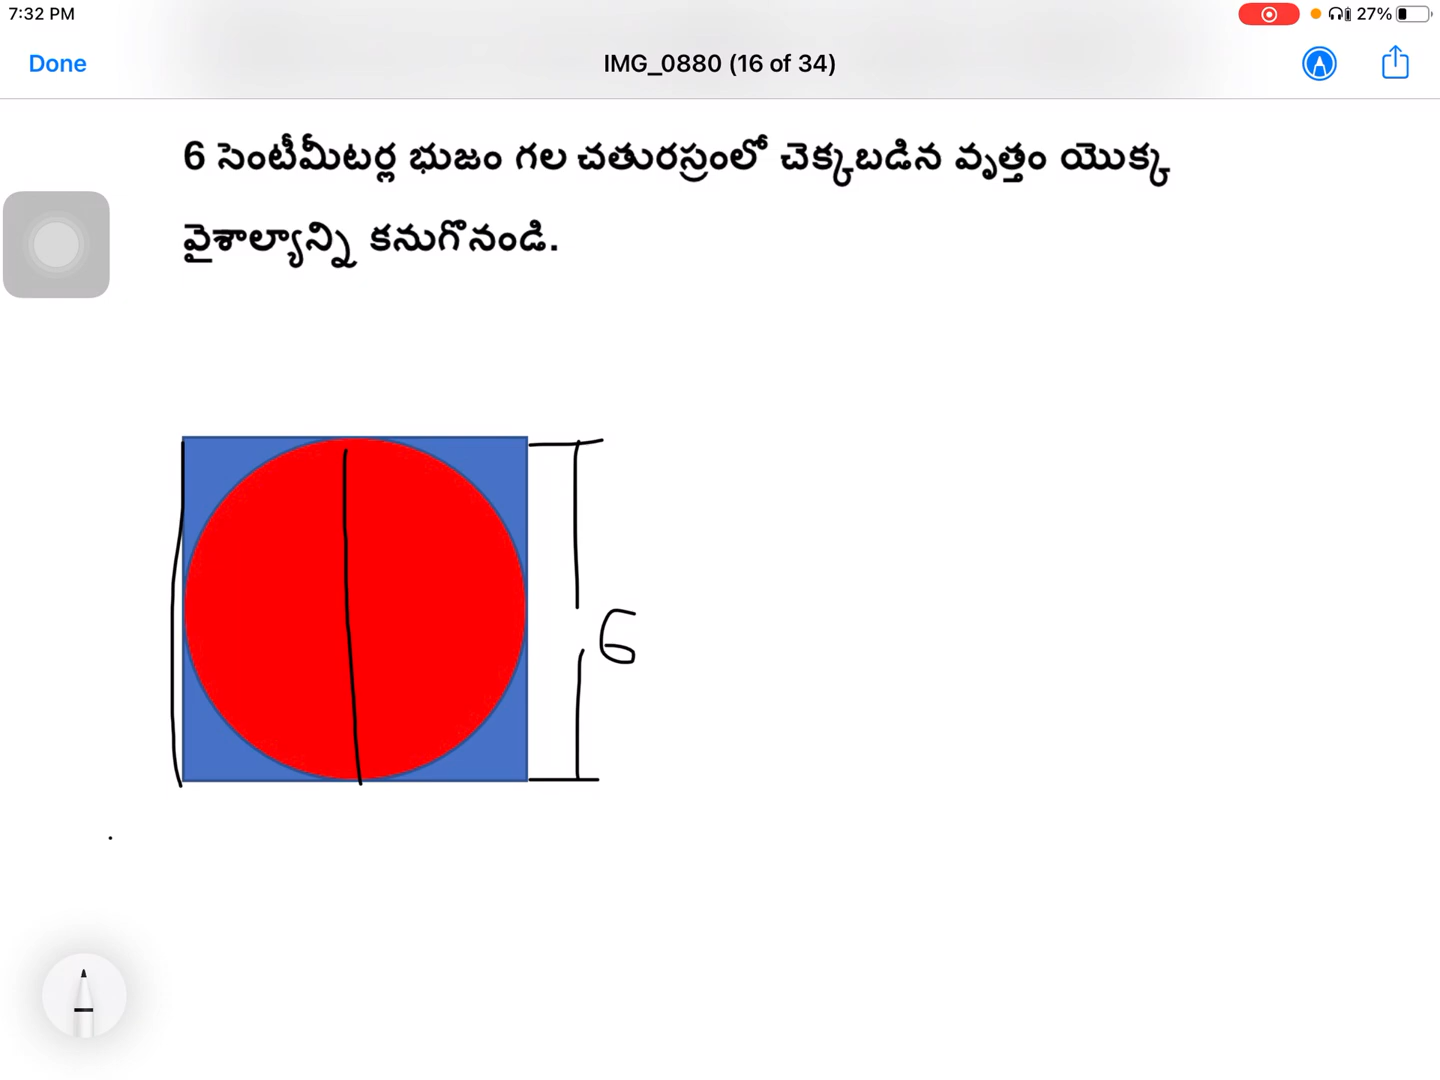 7:32 PM
27%
Done
IMG_0880 (16 of 34)
6 సెంటీమీటర్ల భుజం గల చతురస్రంలో చెక్కబడిన వృత్తం యొక్క
వైశాల్యాన్ని కనుగొనండి.
6